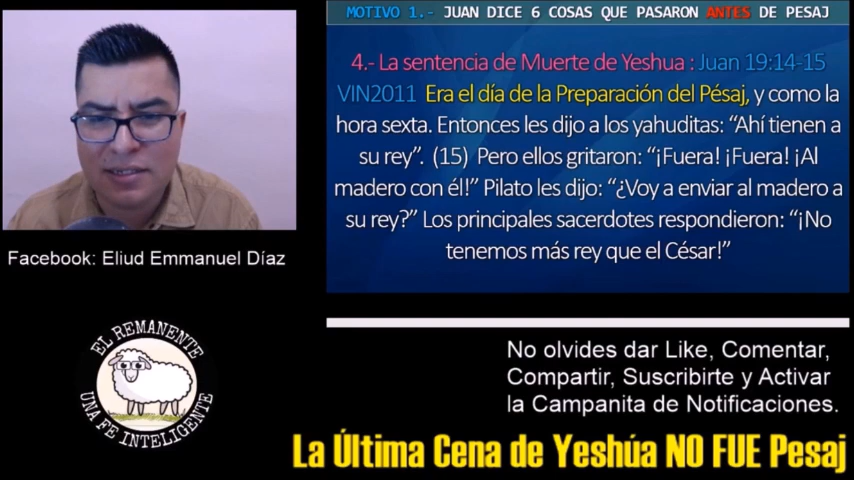 MOTIVO 1.- JUAN DICE 6 COSAS QUE PASARON ANTES DE PESAJ
4.- La sentencia de Muerte de Yeshua : Juan 19:14-15
VIN2011 Era el día de la Preparación del Pésaj, y como la
hora sexta. Entonces les dijo a los yahuditas: “Ahí tienen a
su rey”. (15) Pero ellos gritaron: “¡Fuera! ¡Fuera! ¡Al
madero con él!” Pilato les dijo: “¿Voy a enviar al madero a
su rey?” Los principales sacerdotes respondieron: “¡No
tenemos más rey que el César!”
Facebook: Eliud Emmanuel Díaz
EL REMANENTE
UNA FE INTELIGENTE
No olvides dar Like, Comentar,
Compartir, Suscribirte y Activar
la Campanita de Notificaciones.
La Última Cena de Yeshúa NO FUE Pesaj